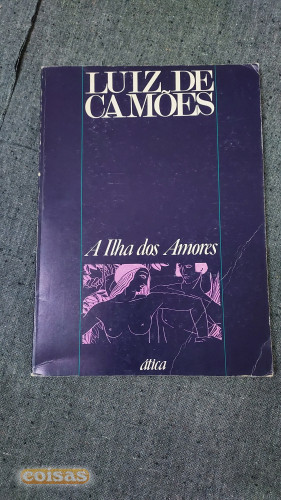 LUIZ DE
CAMÕES
A Ilha dos Amores
ática
coisas